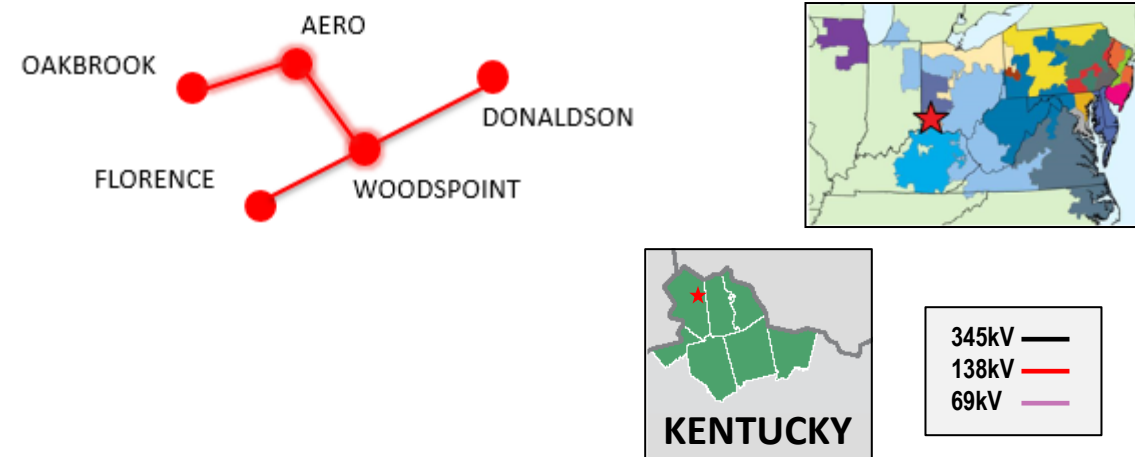 AERO
OAKBROOK
DONALDSON
FLORENCE
WOODSPOINT
KENTUCKY
345kV
138kV
69kV